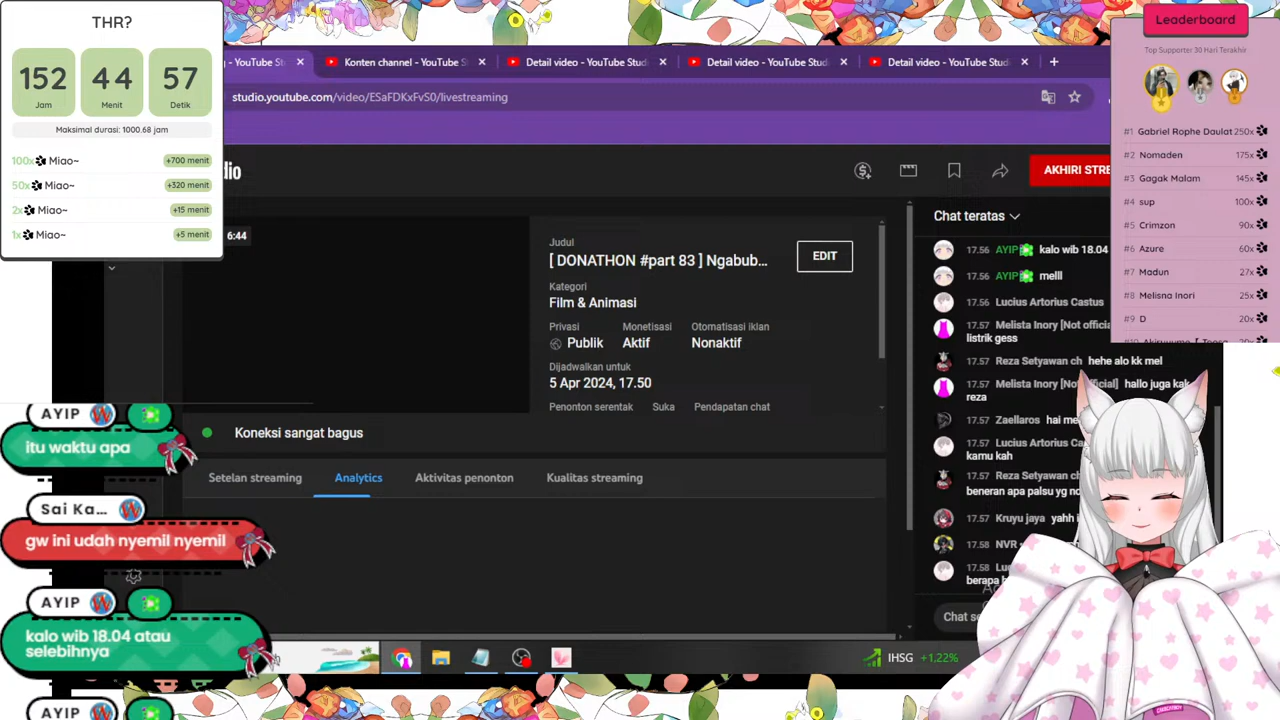 THR?
152
44
57
Jam
Menit
Detik
Maksimal durasi: 1000.68 jam
100x Miao~ +700 menit
50x Miao~ +320 menit
2x Miao~ +15 menit
1x Miao~ +5 menit
- YouTube St
Konten channel - YouTube S
Detail video - YouTube Stud
Detail video - YouTube Stud
Detail video - YouTube Stud
studio.youtube.com/video/ESaFDKxFvS0/livestreaming
dio
AKHIRI STRE
6:44
Judul
[ DONATHON #part 83 ] Ngabub...
EDIT
Kategori
Film & Animasi
Privasi
Monetisasi
Otomatisasi iklan
Publik
Aktif
Nonaktif
Dijadwalkan untuk
5 Apr 2024, 17.50
Penonton serentak
Suka
Pendapatan chat
Koneksi sangat bagus
Setelan streaming
Analytics
Aktivitas penonton
Kualitas streaming
Chat teratas
17.56 AYIP kalo wib 18.04
17.56 AYIP melll
17.56 Lucius Artorius Castus
17.57 Melista Inory [Not officia
listrik gess
17.57 Reza Setyawan ch hehe alo kk mel
17.57 Melista Inory [No official] hallo juga kak
reza
17.57 Zaellaros hai me
17.57 Lucius Artorius Ca
kamu kah
17.57 Reza Setyawan c
beneran apa palsu yg no
17.57 Kruyu jaya yahh i
17.58 NVR
17.58 Luc
berapa b
Chat se
Leaderboard
Top Supporter 30 Hari Terakhir
#1 Gabriel Rophe Daulat 250x
#2 Nomaden 175x
#3 Gagak Malam 145x
#4 sup 100x
#5 Crimzon 90x
#6 Azure 60x
#7 Madun 27x
#8 Melisna Inori 25x
#9 D 20x
AYIP
itu waktu apa
Sai Ka...
gw ini udah nyemil nyemil
AYIP
kalo wib 18.04 atau
selebihnya
AYIP
IHSG +1,22%